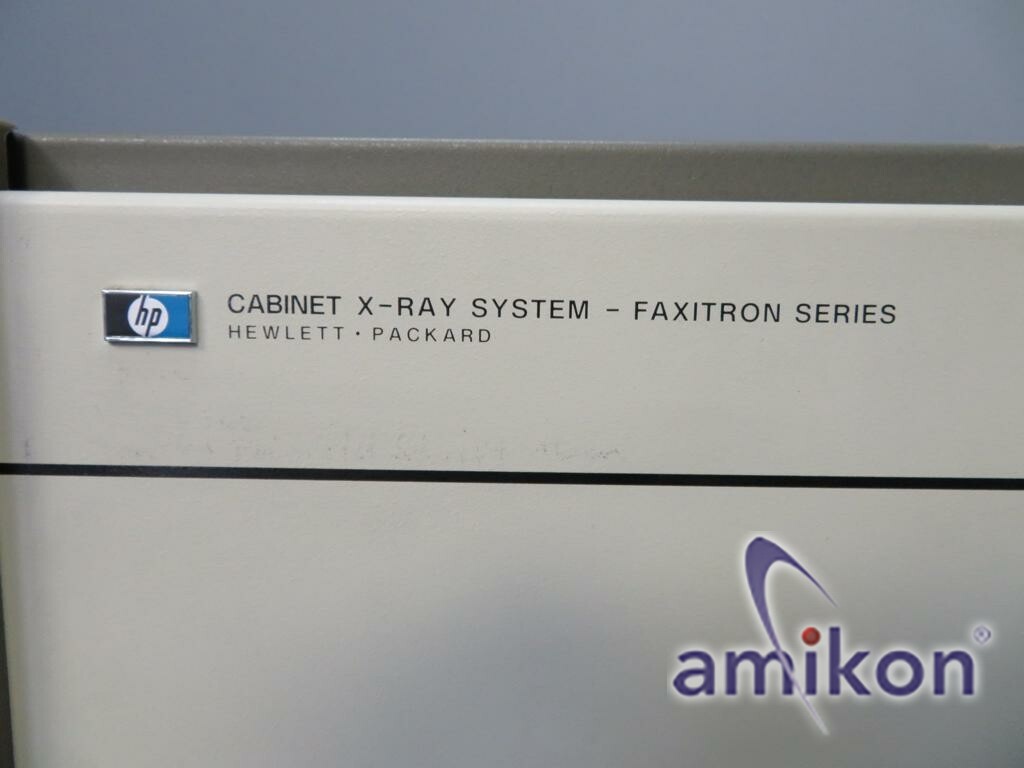 hp
CABINET X-RAY SYSTEM - FAXITRON SERIES
HEWLETT · PACKARD
amikon®